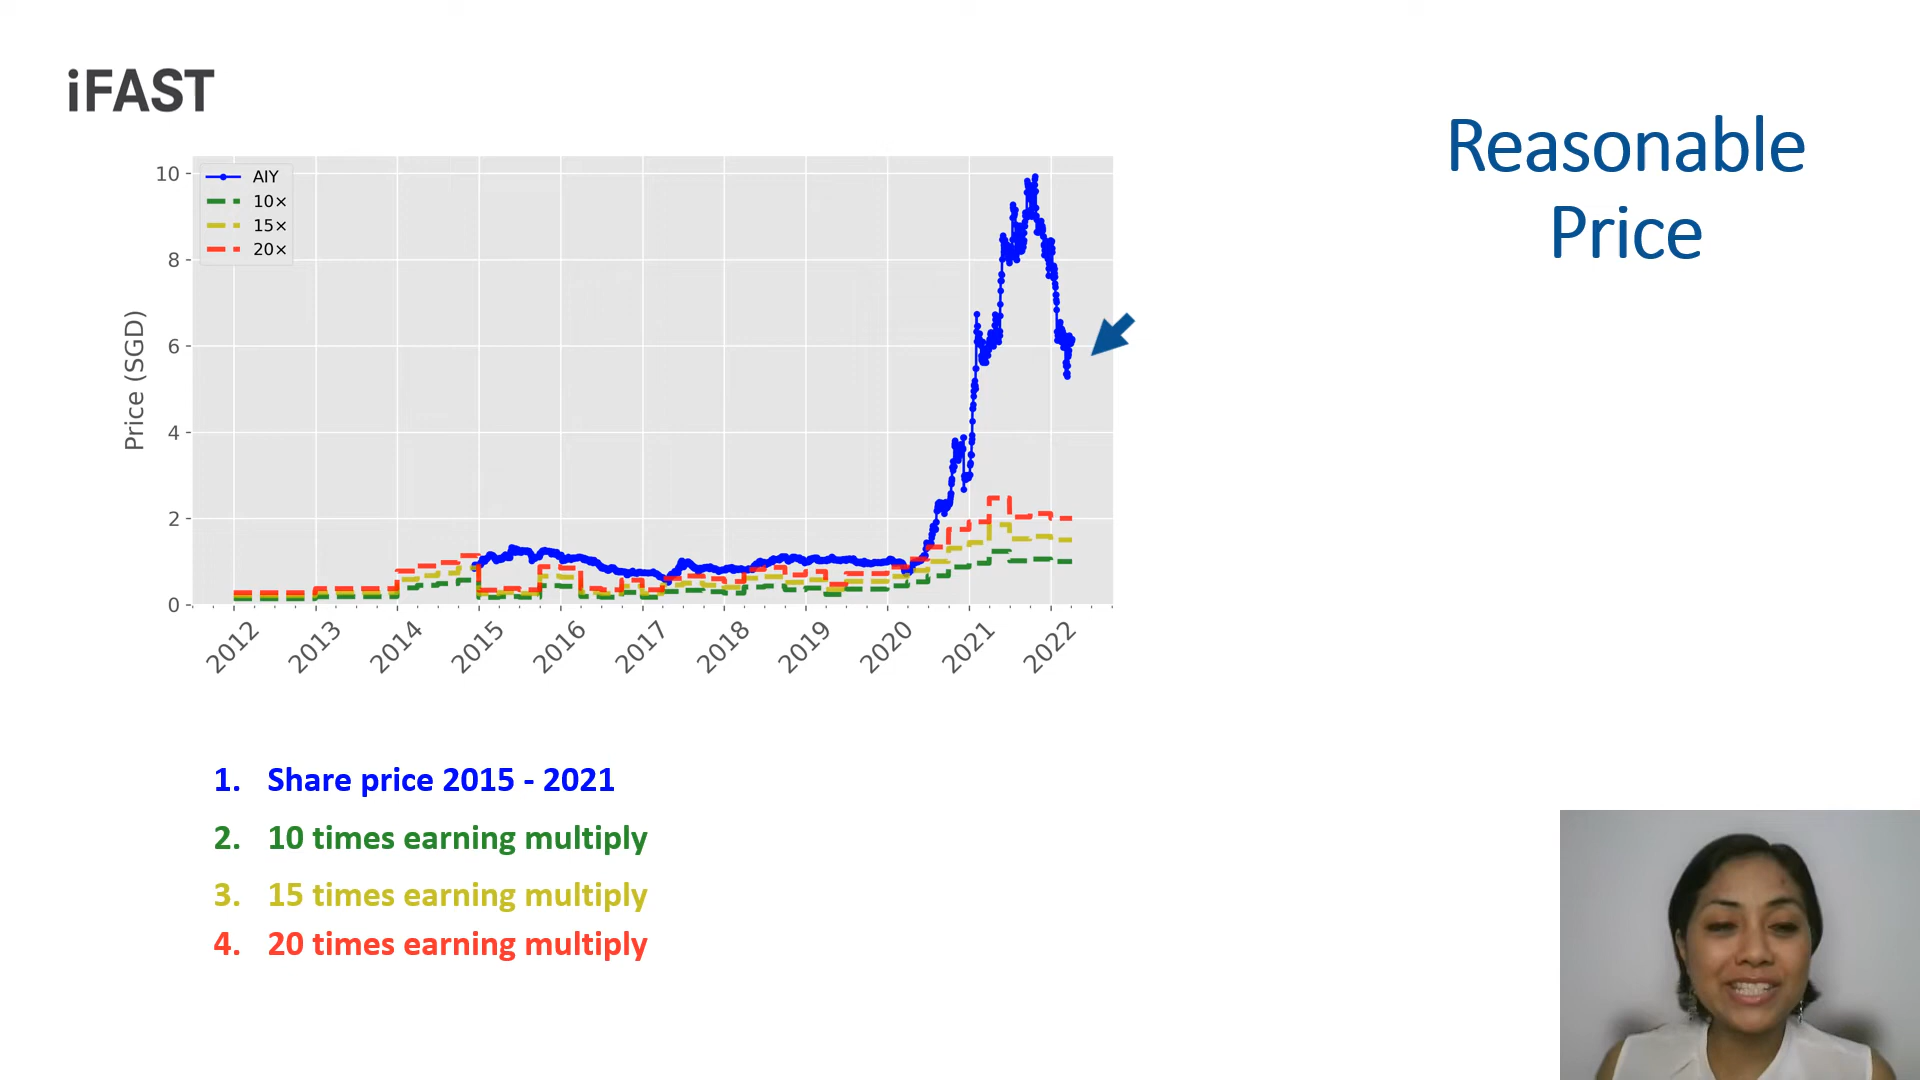 iFAST
Reasonable
Price
AIY
10×
15×
20×
Price (SGD)
10
8
6
4
2
0
2012
2013
2014
2015
2016
2017
2018
2019
2020
2021
2022
1. Share price 2015 - 2021
2. 10 times earning multiply
3. 15 times earning multiply
4. 20 times earning multiply